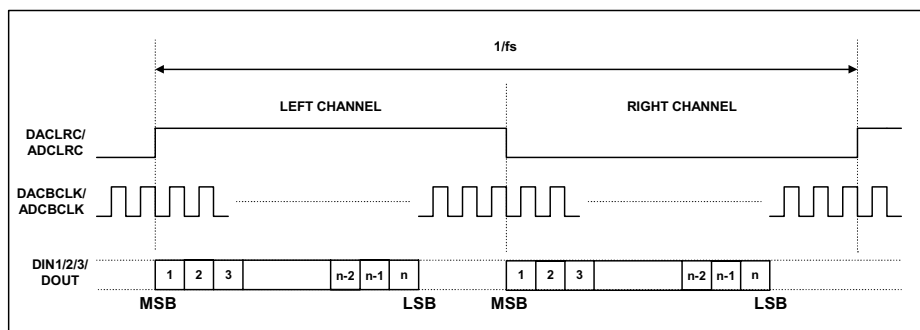 1/fs
LEFT CHANNEL
RIGHT CHANNEL
DACLRC/
ADCLRC
DACBCLK/
ADCBCLK
DIN1/2/3/
DOUT
1 2 3 n-2 n-1 n 1 2 3 n-2 n-1 n
MSB LSB MSB LSB